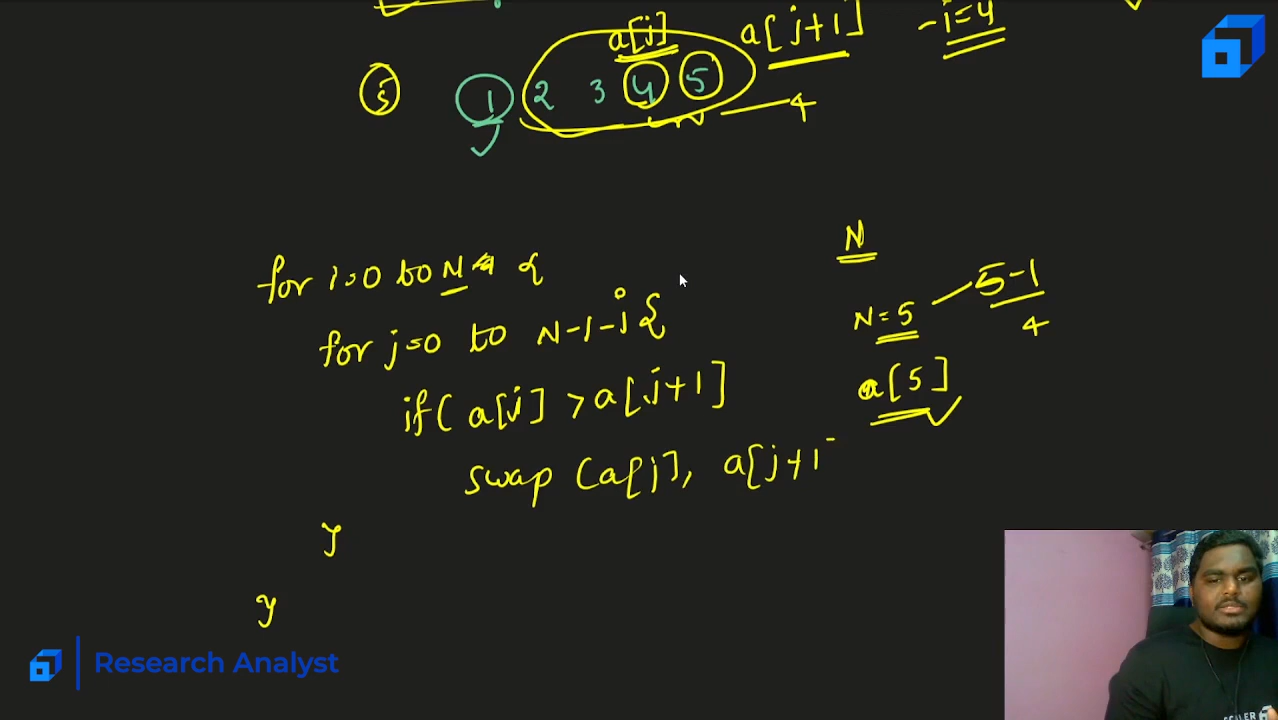 a[j] a[j+1] -i=4
5 1 2 3 4 5 4
N
for i=0 to N {
5-1
for j=0 to N-1-i {
N=5
4
if( a[j] > a[j+1]
a[5]
swap (a[j], a[j+1
}
}
Research Analyst
SCALER